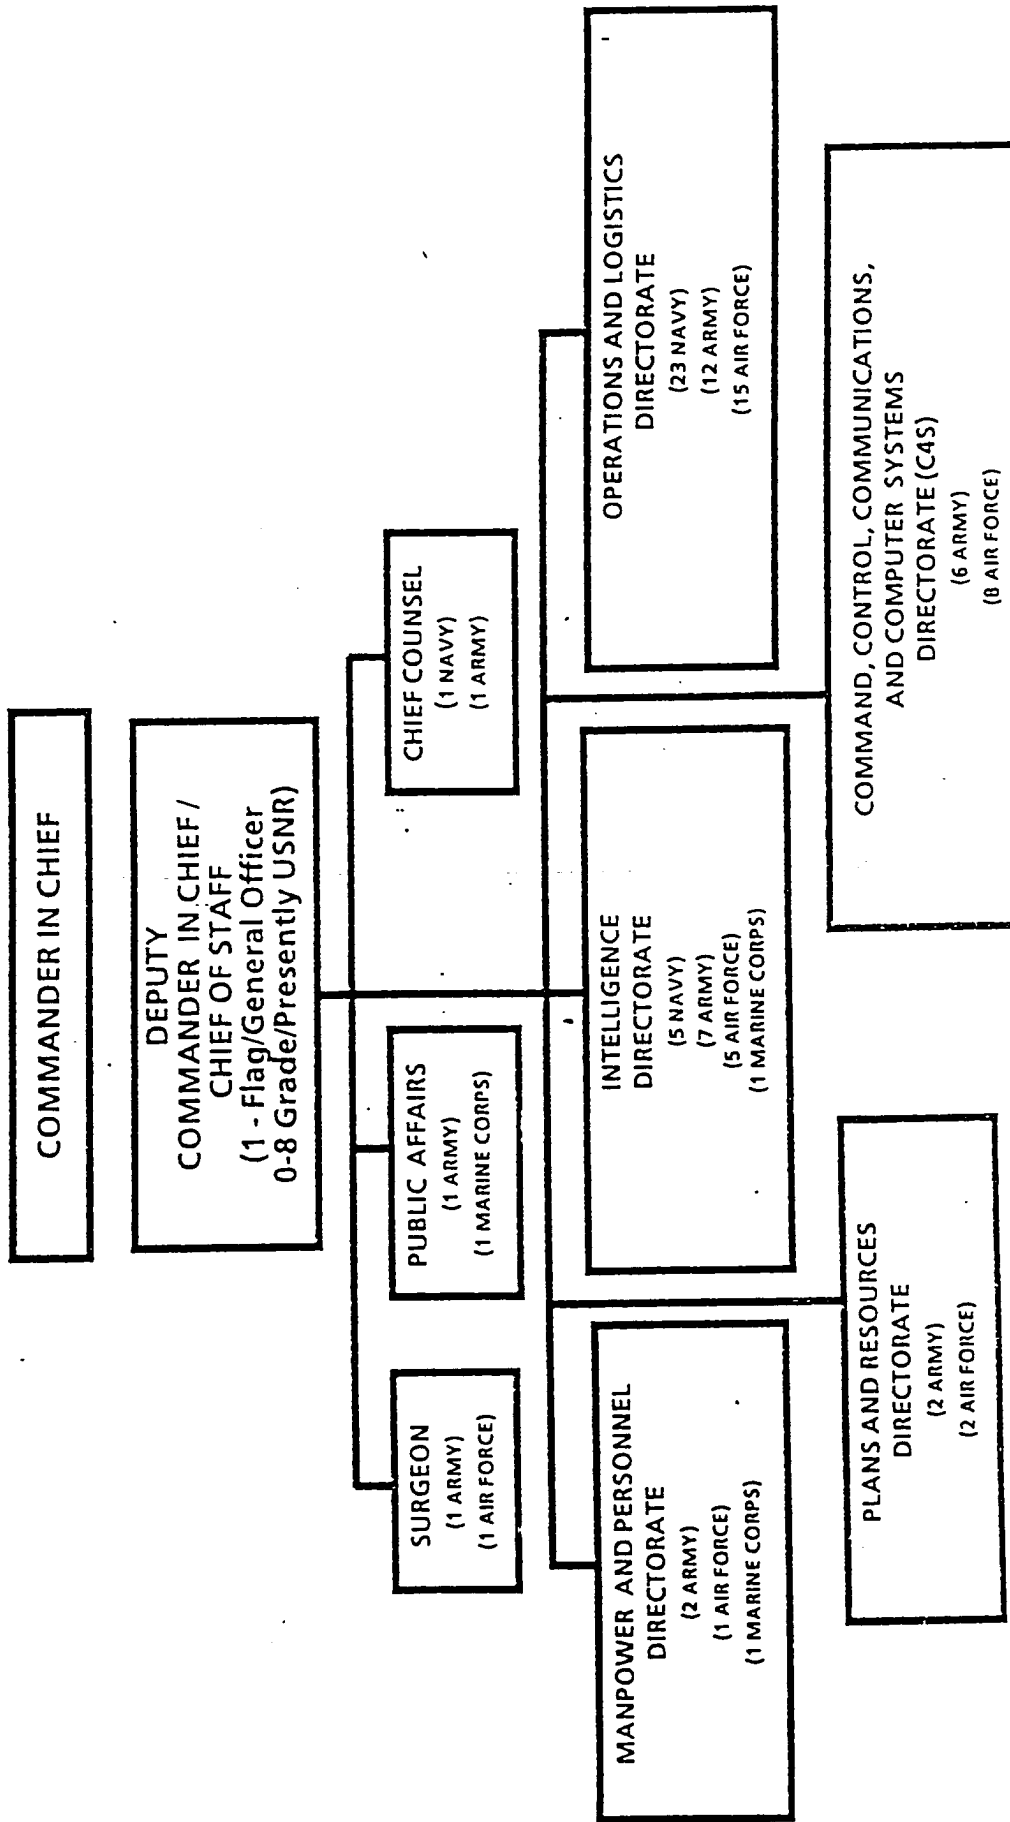 COMMANDER IN CHIEF
DEPUTY
COMMANDER IN CHIEF /
CHIEF OF STAFF
(1 - Flag/General Officer
0-8 Grade/Presently USNR)
SURGEON
(1 ARMY)
(1 AIR FORCE)
PUBLIC AFFAIRS
(1 ARMY)
(1 MARINE CORPS)
CHIEF COUNSEL
(1 NAVY)
(1 ARMY)
MANPOWER AND PERSONNEL
DIRECTORATE
(2 ARMY)
(1 AIR FORCE)
(1 MARINE CORPS)
INTELLIGENCE
DIRECTORATE
(5 NAVY)
(7 ARMY)
(5 AIR FORCE)
(1 MARINE CORPS)
OPERATIONS AND LOGISTICS
DIRECTORATE
(23 NAVY)
(12 ARMY)
(15 AIR FORCE)
PLANS AND RESOURCES
DIRECTORATE
(2 ARMY)
(2 AIR FORCE)
COMMAND, CONTROL, COMMUNICATIONS,
AND COMPUTER SYSTEMS
DIRECTORATE (C4S)
(6 ARMY)
(8 AIR FORCE)